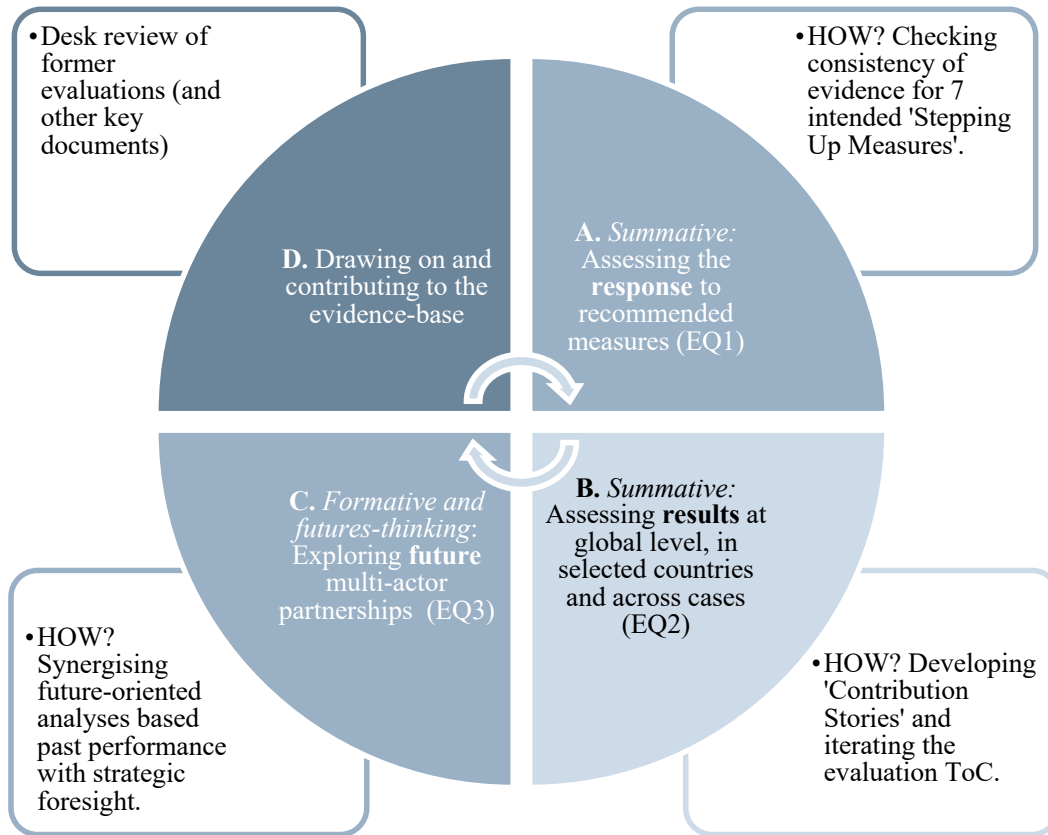 •Desk review of
former
evaluations (and
other key
documents)
•HOW? Checking
consistency of
evidence for 7
intended 'Stepping
Up Measures'.
D. Drawing on and
contributing to the
evidence-base
A. Summative:
Assessing the
response to
recommended
measures (EQ1)
C. Formative and
futures-thinking:
Exploring future
multi-actor
partnerships (EQ3)
B. Summative:
Assessing results at
global level, in
selected countries
and across cases
(EQ2)
•HOW?
Synergising
future-oriented
analyses based
past performance
with strategic
foresight.
•HOW? Developing
'Contribution
Stories' and
iterating the
evaluation ToC.